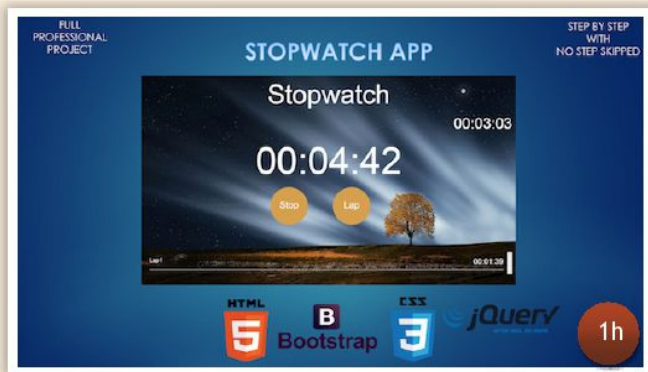 FULL
PROFESSIONAL
PROJECT
STOPWATCH APP
STEP BY STEP
WITH
NO STEP SKIPPED
Stopwatch
00:03:03
00:04:42
Stop
Lap
Lap1
00:01:39
HTML
5
B
Bootstrap
CSS
3
jQuery
1h